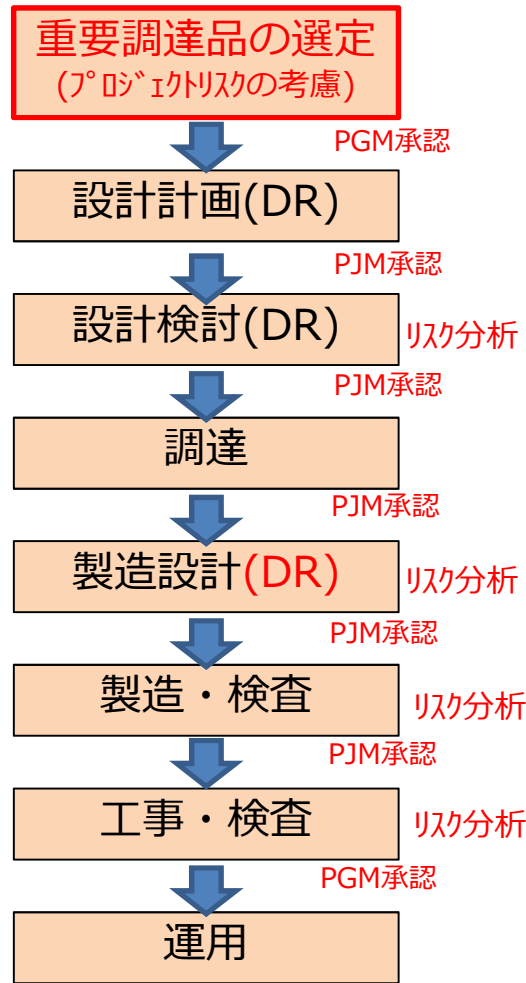 重要調達品の選定
(ﾌﾟﾛｼﾞｪｸﾄﾘｽｸの考慮)
PGM承認
設計計画(DR)
PJM承認
設計検討(DR)
ﾘｽｸ分析
PJM承認
調達
PJM承認
製造設計(DR)
ﾘｽｸ分析
PJM承認
製造・検査
ﾘｽｸ分析
PJM承認
工事・検査
ﾘｽｸ分析
PGM承認
運用